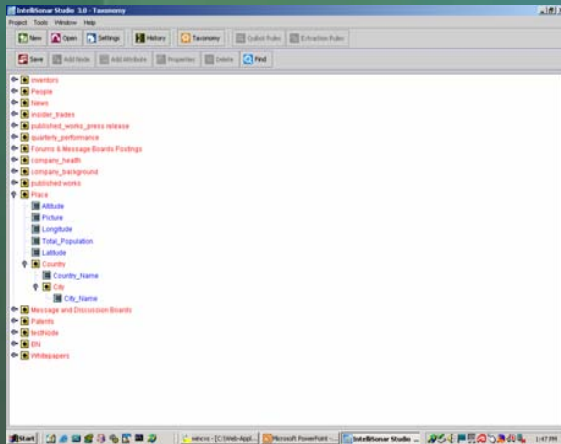 IntelliSonar Studio 3.0 - Taxonomy
Project Tools Window Help
New Open Settings History Taxonomy Extraction Rules
Save Add Node Add Attribute Properties Delete Find
inventors
People
News
insider_trades
published_works_press release
quarterly_performance
Forums & Message Boards Postings
company_health
company_background
published works
Place
Altitude
Picture
Longitude
Total_Population
Latitude
Country
Country_Name
City
City_Name
Message and Discussion Boards
Patents
testNode
Whitepapers
Start Microsoft PowerPoint - ... IntelliSonar Studio ... 1:47 PM